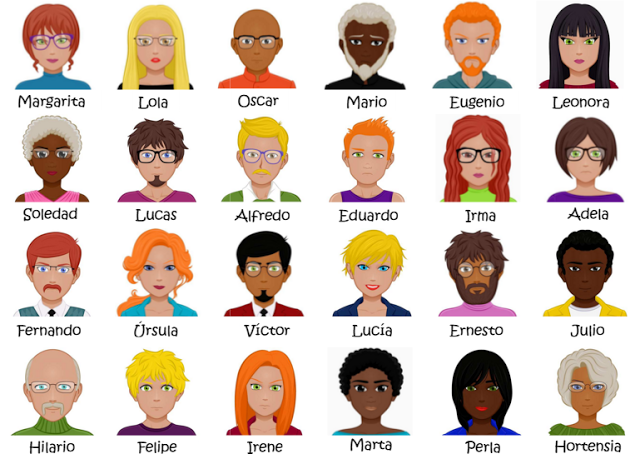 Margarita Lola Oscar Mario Eugenio Leonora
Soledad Lucas Alfredo Eduardo Irma Adela
Fernando Úrsula Víctor Lucía Ernesto Julio
Hilario Felipe Irene Marta Perla Hortensia